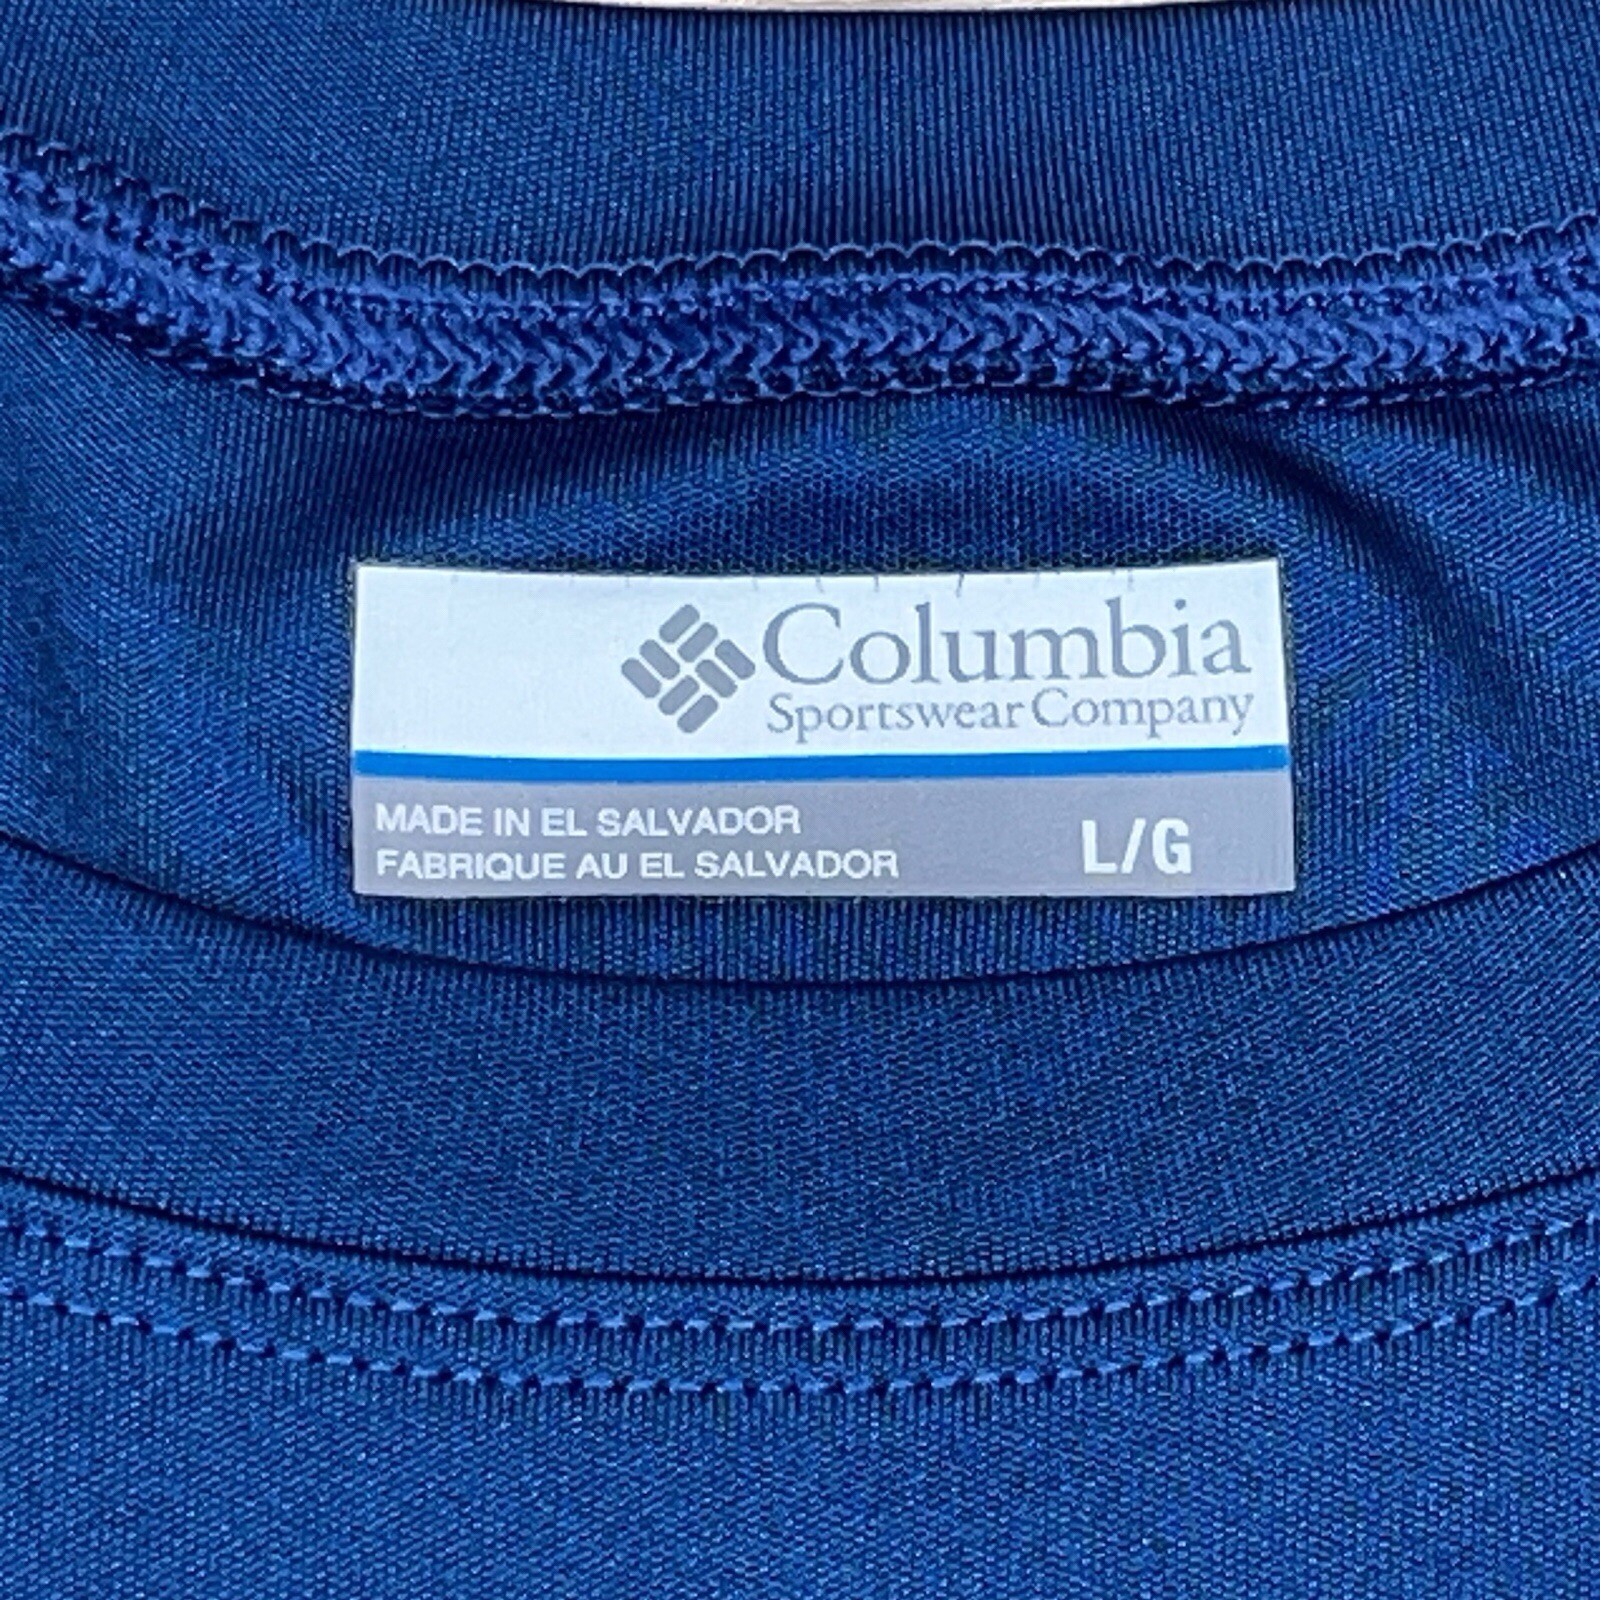 Columbia
Sportswear Company
MADE IN EL SALVADOR
FABRIQUE AU EL SALVADOR
L/G